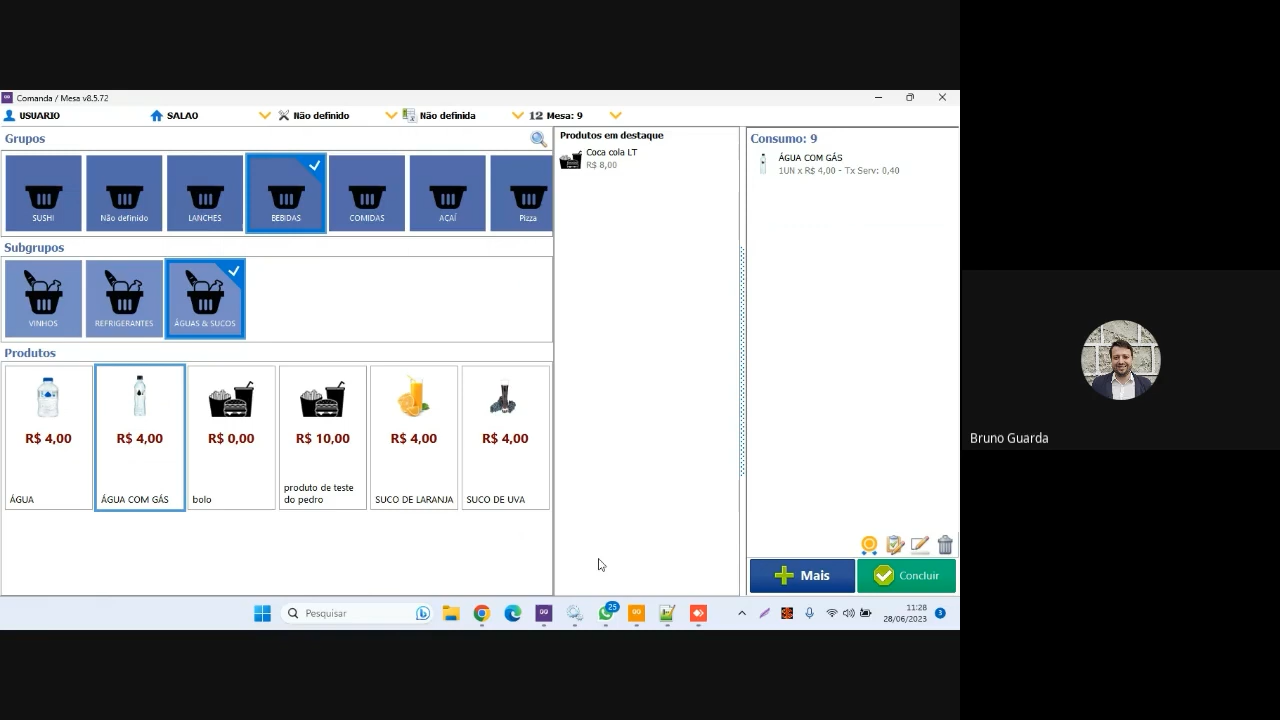 Comanda / Mesa v8.5.72
USUARIO
SALAO
Não definido
Não definida
12 Mesa: 9
Grupos
SUSHI
Não definido
LANCHES
BEBIDAS
COMIDAS
AÇAÍ
Pizza
Subgrupos
VINHOS
REFRIGERANTES
ÁGUAS & SUCOS
Produtos
R$ 4,00
ÁGUA
R$ 4,00
ÁGUA COM GÁS
R$ 0,00
bolo
R$ 10,00
produto de teste
do pedro
R$ 4,00
SUCO DE LARANJA
R$ 4,00
SUCO DE UVA
Produtos em destaque
Coca cola LT
R$ 8,00
Consumo: 9
ÁGUA COM GÁS
1UN x R$ 4,00 - Tx Serv: 0,40
Mais
Concluir
Pesquisar
25
11:28
28/06/2023
3
Bruno Guarda